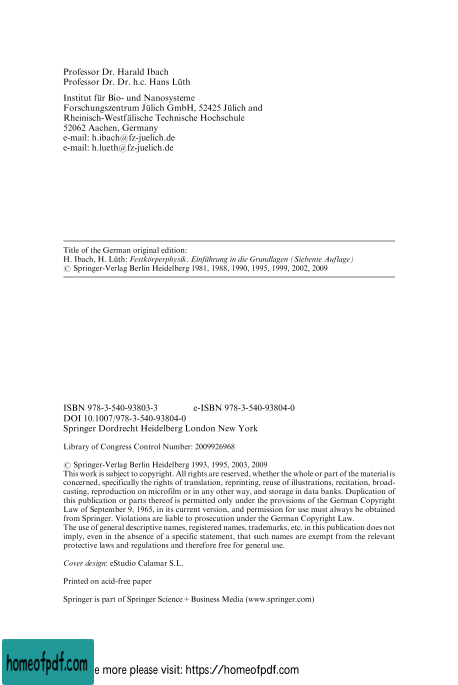 Professor Dr. Harald Ibach
Professor Dr. Dr. h.c. Hans Lüth
Institut für Bio- und Nanosysteme
Forschungszentrum Jülich GmbH, 52425 Jülich and
Rheinisch-Westfälische Technische Hochschule
52062 Aachen, Germany
e-mail: h.ibach@fz-juelich.de
e-mail: h.lueth@fz-juelich.de
Title of the German original edition:
H. Ibach, H. Lüth: Festkörperphysik. Einführung in die Grundlagen (Siebente Auflage)
© Springer-Verlag Berlin Heidelberg 1981, 1988, 1990, 1995, 1999, 2002, 2009
ISBN 978-3-540-93803-3 e-ISBN 978-3-540-93804-0
DOI 10.1007/978-3-540-93804-0
Springer Dordrecht Heidelberg London New York
Library of Congress Control Number: 2009926968
© Springer-Verlag Berlin Heidelberg 1993, 1995, 2003, 2009
This work is subject to copyright. All rights are reserved, whether the whole or part of the material is
concerned, specifically the rights of translation, reprinting, reuse of illustrations, recitation, broad-
casting, reproduction on microfilm or in any other way, and storage in data banks. Duplication of
this publication or parts thereof is permitted only under the provisions of the German Copyright
Law of September 9, 1965, in its current version, and permission for use must always be obtained
from Springer. Violations are liable to prosecution under the German Copyright Law.
The use of general descriptive names, registered names, trademarks, etc. in this publication does not
imply, even in the absence of a specific statement, that such names are exempt from the relevant
protective laws and regulations and therefore free for general use.
Cover design: eStudio Calamar S.L.
Printed on acid-free paper
Springer is part of Springer Science+Business Media (www.springer.com)
homeofpdf.com
e more please visit: https://homeofpdf.com